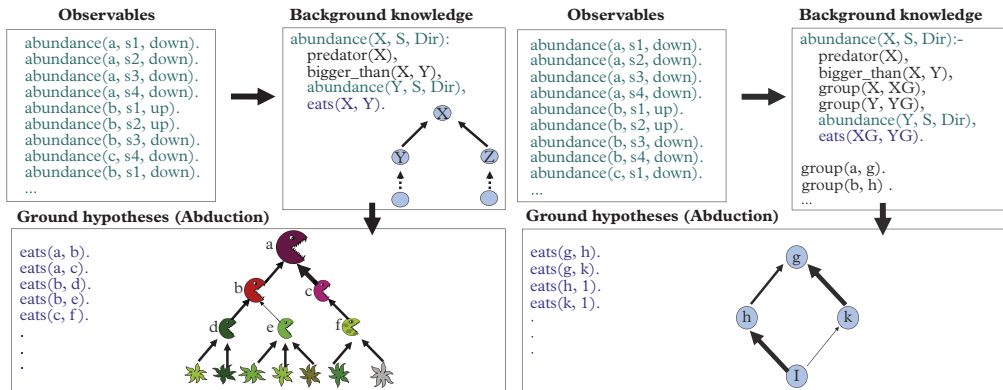 Observables
abundance(a, s1, down).
abundance(a, s2, down).
abundance(a, s3, down).
abundance(a, s4, down).
abundance(b, s1, up).
abundance(b, s2, up).
abundance(b, s3, down).
abundance(c, s4, down).
abundance(b, s1, down).
...
Background knowledge
abundance(X, S, Dir):
predator(X),
bigger_than(X, Y),
abundance(Y, S, Dir),
eats(X, Y).
X
Y
Z
Ground hypotheses (Abduction)
eats(a, b).
eats(a, c).
eats(b, d).
eats(b, e).
eats(c, f).
.
.
.
a
b
c
d
e
f
Observables
abundance(a, s1, down).
abundance(a, s2, down).
abundance(a, s3, down).
abundance(a, s4, down).
abundance(b, s1, up).
abundance(b, s2, up).
abundance(b, s3, down).
abundance(b, s4, down).
abundance(c, s1, down).
...
Background knowledge
abundance(X, S, Dir):-
predator(X),
bigger_than(X, Y),
group(X, XG),
group(Y, YG),
abundance(Y, S, Dir),
eats(XG, YG).
group(a, g).
group(b, h) .
...
Ground hypotheses (Abduction)
eats(g, h).
eats(g, k).
eats(h, 1).
eats(k, 1).
.
.
.
g
h
k
I